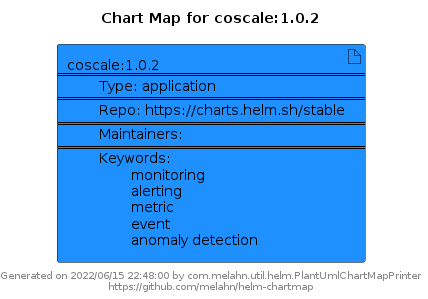 Chart Map for coscale:1.0.2
coscale:1.0.2
Type: application
Repo: https://charts.helm.sh/stable
Maintainers:
Keywords:
monitoring
alerting
metric
event
anomaly detection
Generated on 2022/06/15 22:48:00 by com.melahn.util.helm.PlantUmlChartMapPrinter
https://github.com/melahn/helm-chartmap